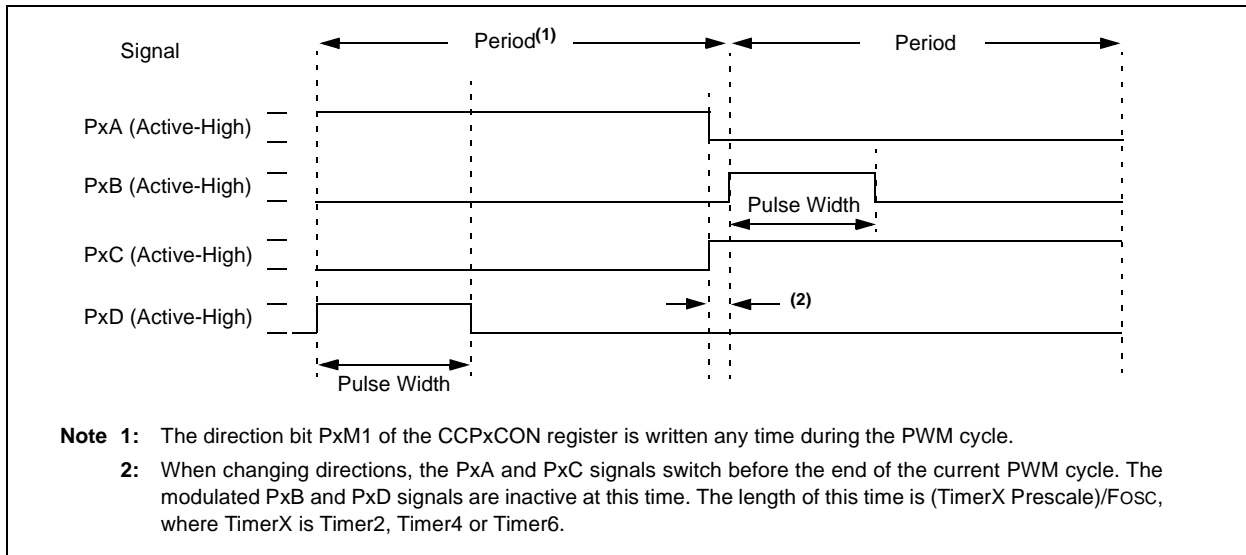 Signal
Period(1)
Period
PxA (Active-High)
PxB (Active-High)
Pulse Width
PxC (Active-High)
(2)
PxD (Active-High)
Pulse Width
Note 1: The direction bit PxM1 of the CCPxCON register is written any time during the PWM cycle.
2: When changing directions, the PxA and PxC signals switch before the end of the current PWM cycle. The
modulated PxB and PxD signals are inactive at this time. The length of this time is (TimerX Prescale)/FOSC,
where TimerX is Timer2, Timer4 or Timer6.